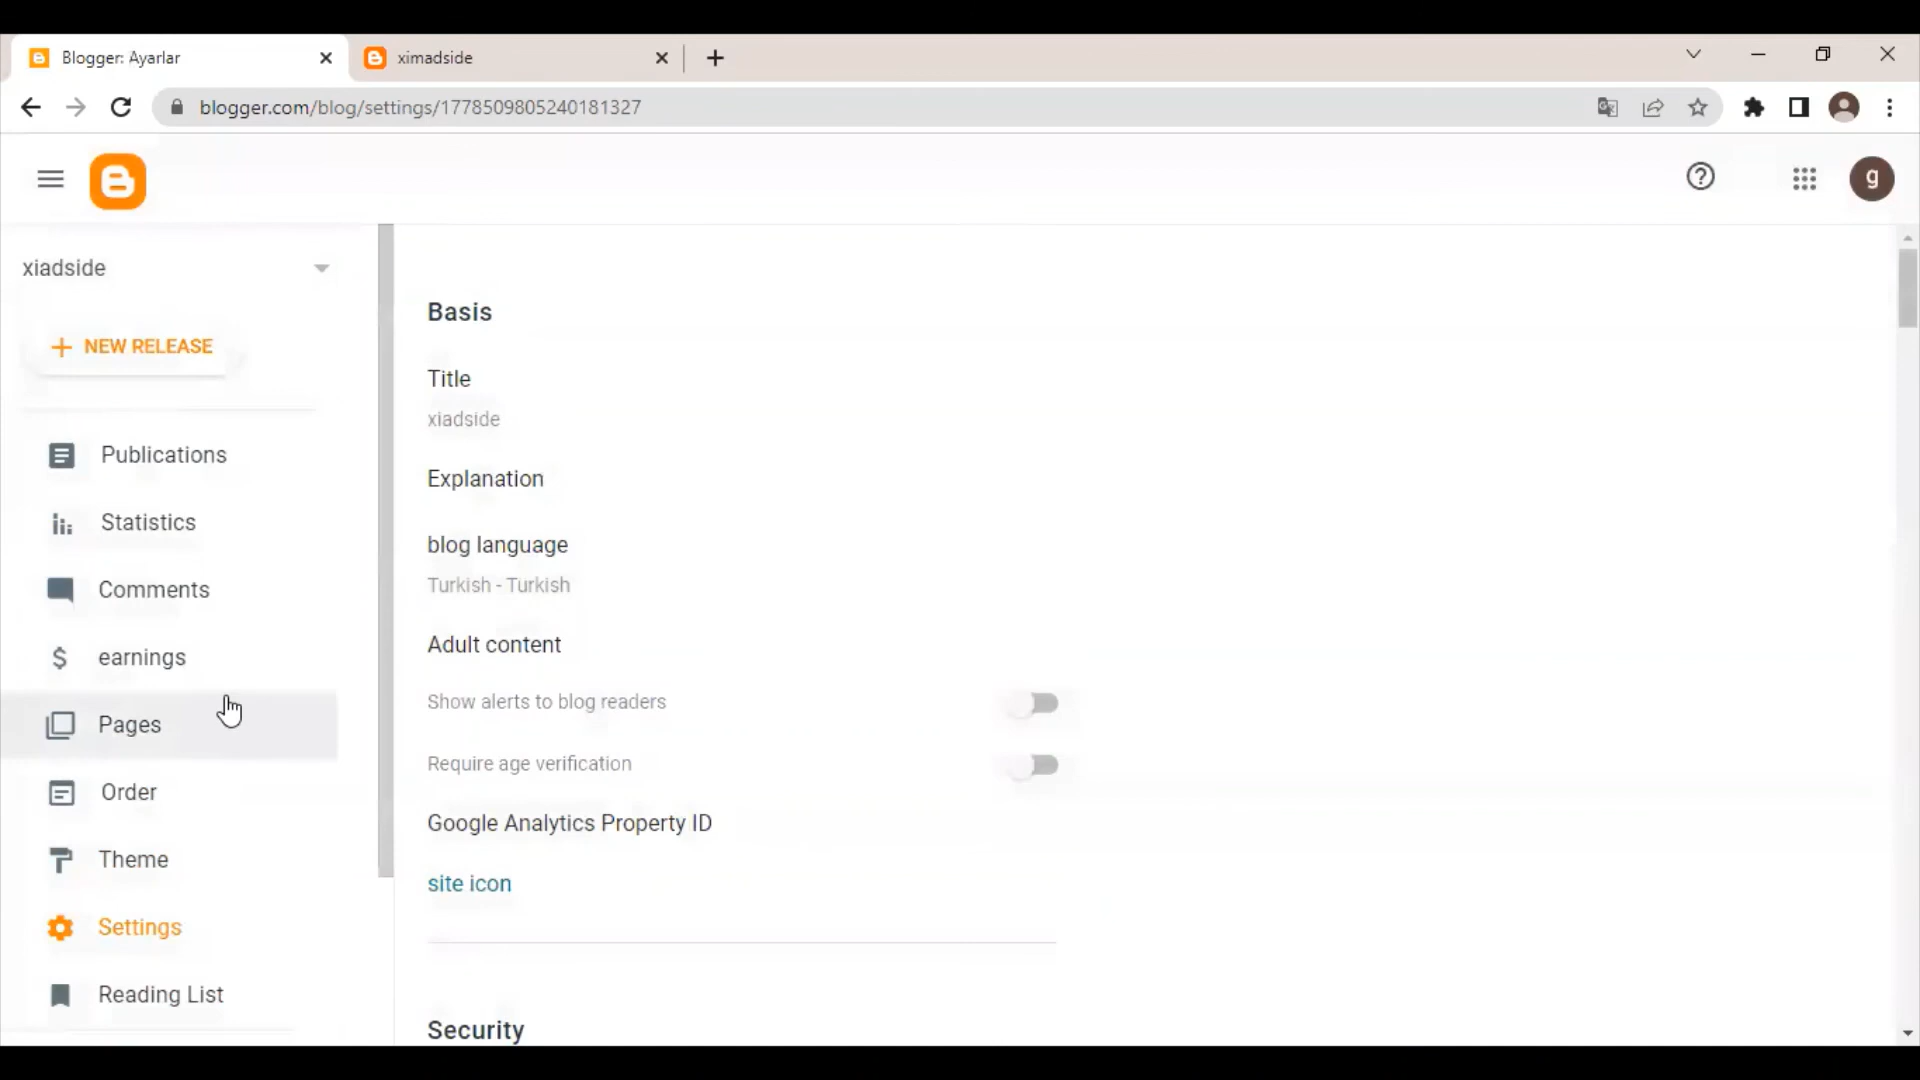 Blogger: Ayarlar
ximadside
blogger.com/blog/settings/1778509805240181327
g
xiadside
NEW RELEASE
Publications
Statistics
Comments
earnings
Pages
Order
Theme
Settings
Reading List
Basis
Title
xiadside
Explanation
blog language
Turkish - Turkish
Adult content
Show alerts to blog readers
Require age verification
Google Analytics Property ID
site icon
Security